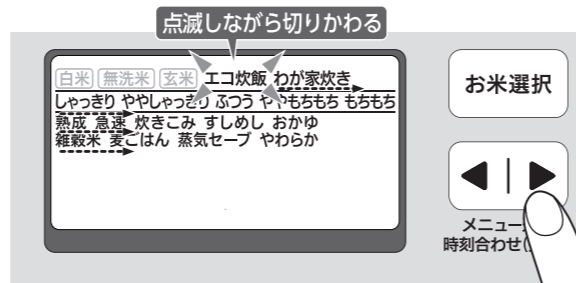 点滅しながら切りかわる
白米 無洗米 玄米 エコ炊飯 わが家炊き
しゃっきり ややしゃっきり ふつう ややもちもち もちもち
熟成 急速 炊きこみ すしめし おかゆ
雑穀米 麦ごはん 蒸気セーブ やわらか
お米選択
メニュー
時刻合わせ